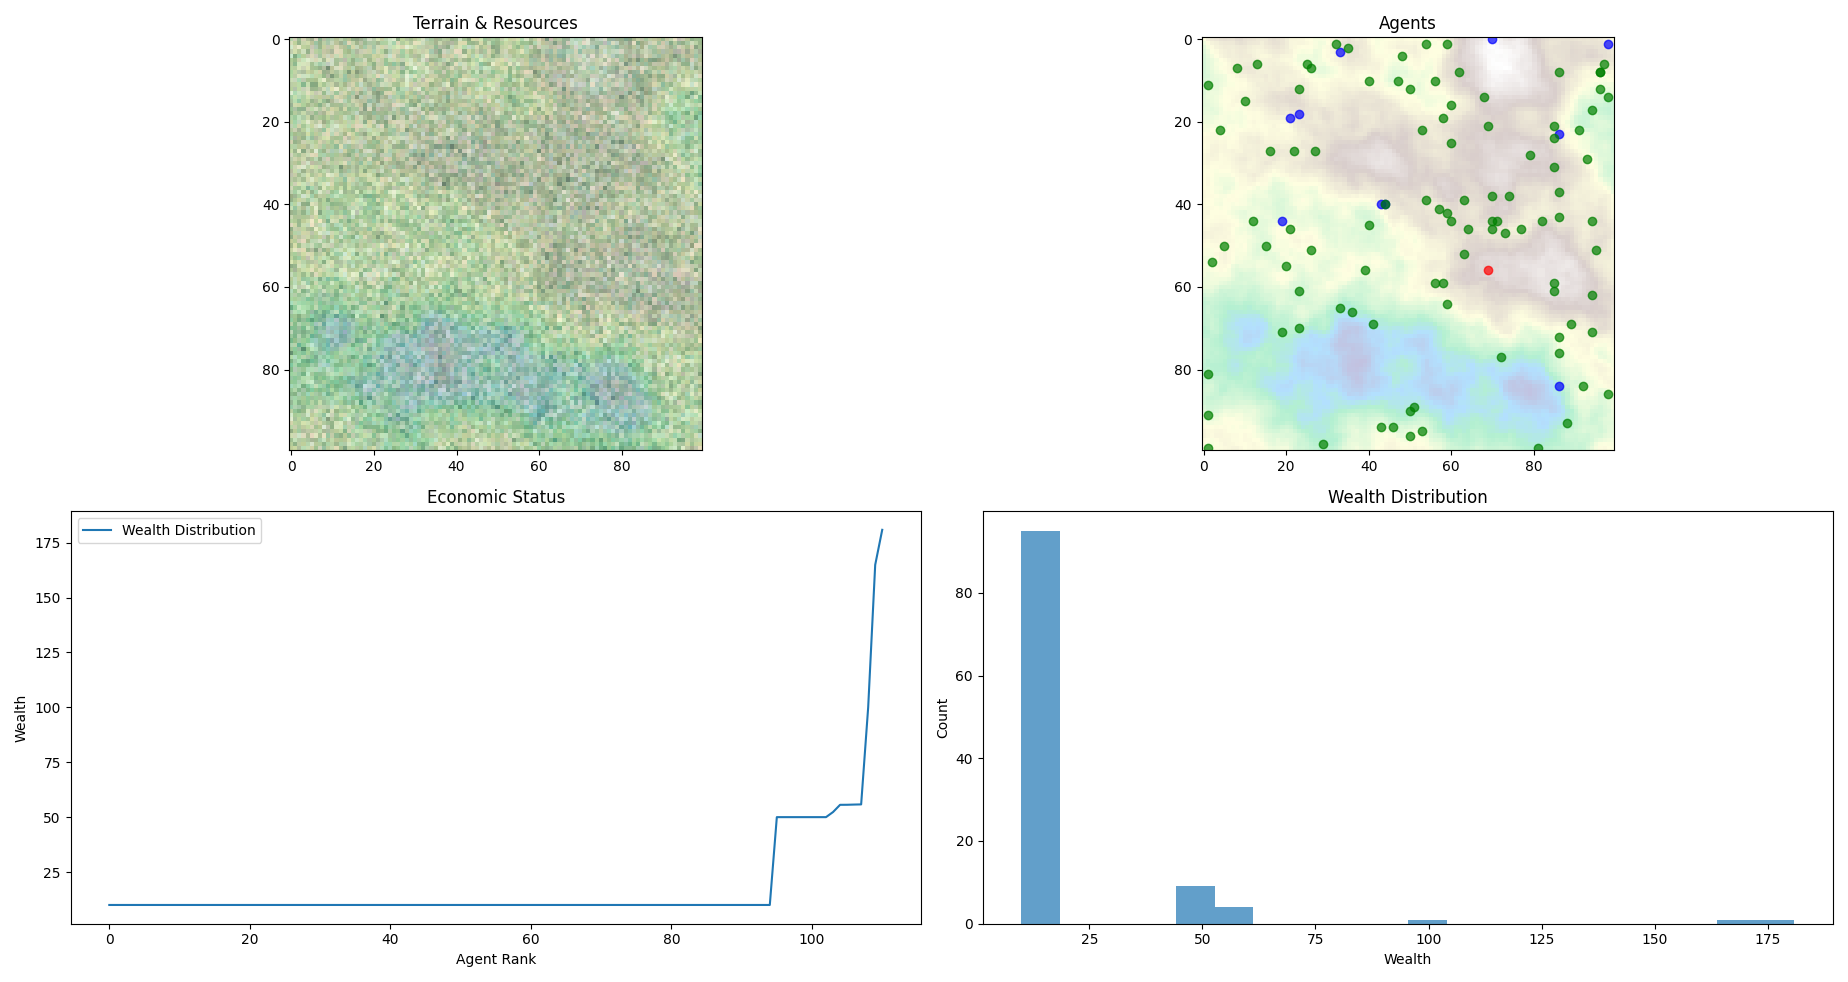 Terrain & Resources
0
20
40
60
80
0 20 40 60 80
Agents
0
20
40
60
80
0 20 40 60 80
Economic Status
Wealth Distribution
175
150
125
100
75
50
25
Wealth
0 20 40 60 80 100
Agent Rank
Wealth Distribution
80
60
40
20
0
Count
25 50 75 100 125 150 175
Wealth